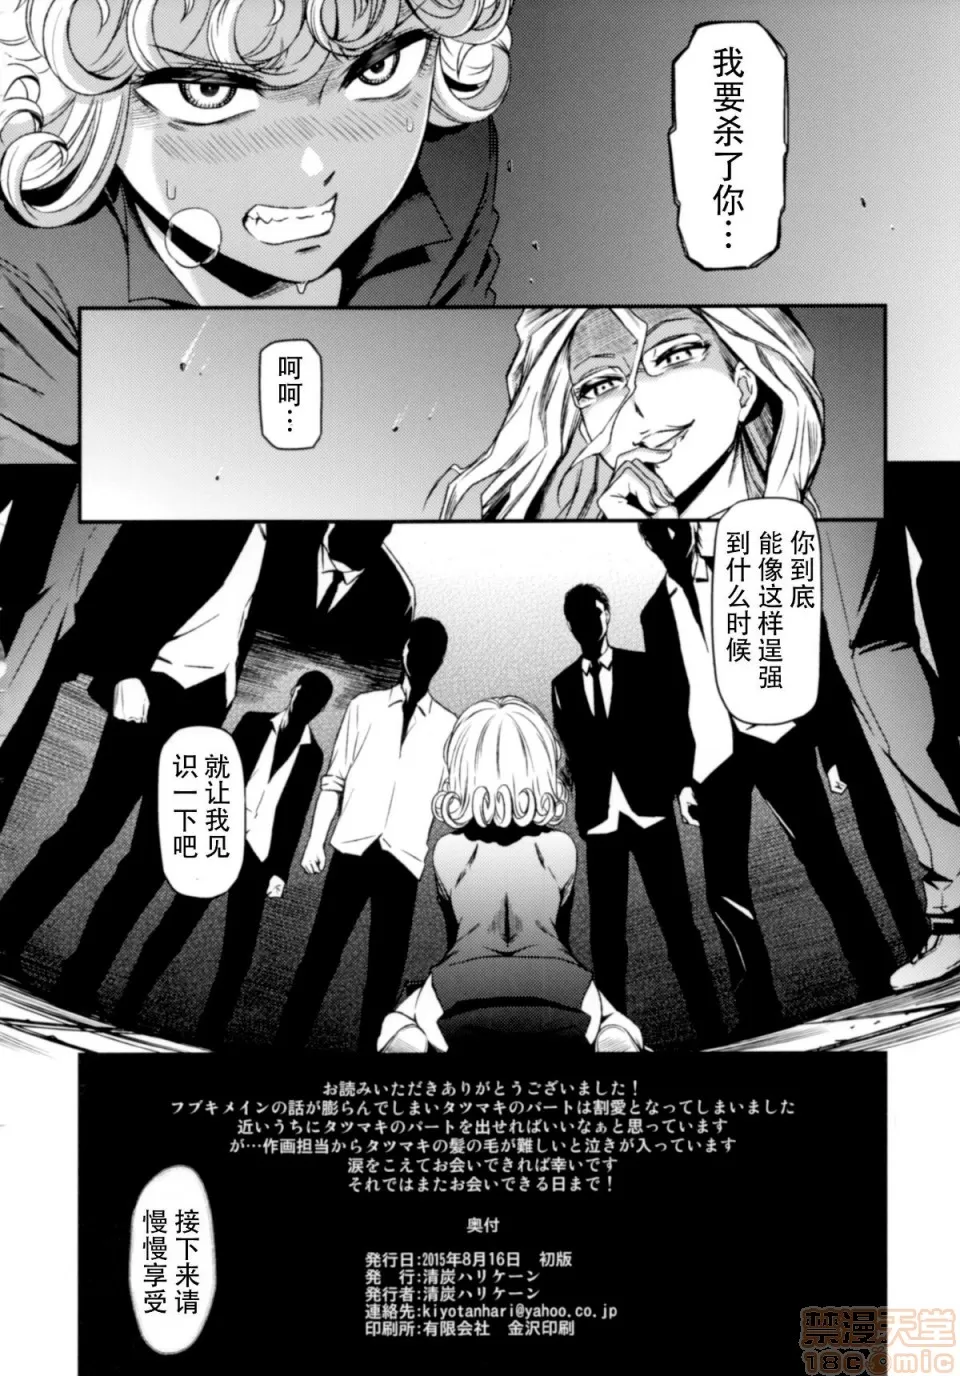 我要杀了你…
呵呵…
你到底
能像这样逞强
到什么时候
就让我见
识一下吧
お読みいただきありがとうございました！
フブキメインの話が膨らんでしまいタツマキのパートは割愛となってしまいました
近いうちにタツマキのパートを出せればいいなぁと思っています
が…作画担当からタツマキの髪の毛が難しいと泣きが入っています
涙をこえてお会いできれば幸いです
それではまたお会いできる日まで！
奥付
発行日:2015年8月16日　初版
発　行:清炭ハリケーン
発行者:清炭ハリケーン
連絡先:kiyotanhari@yahoo.co.jp
印刷所:有限会社　金沢印刷
接下来请
慢慢享受
禁漫天堂
18comic